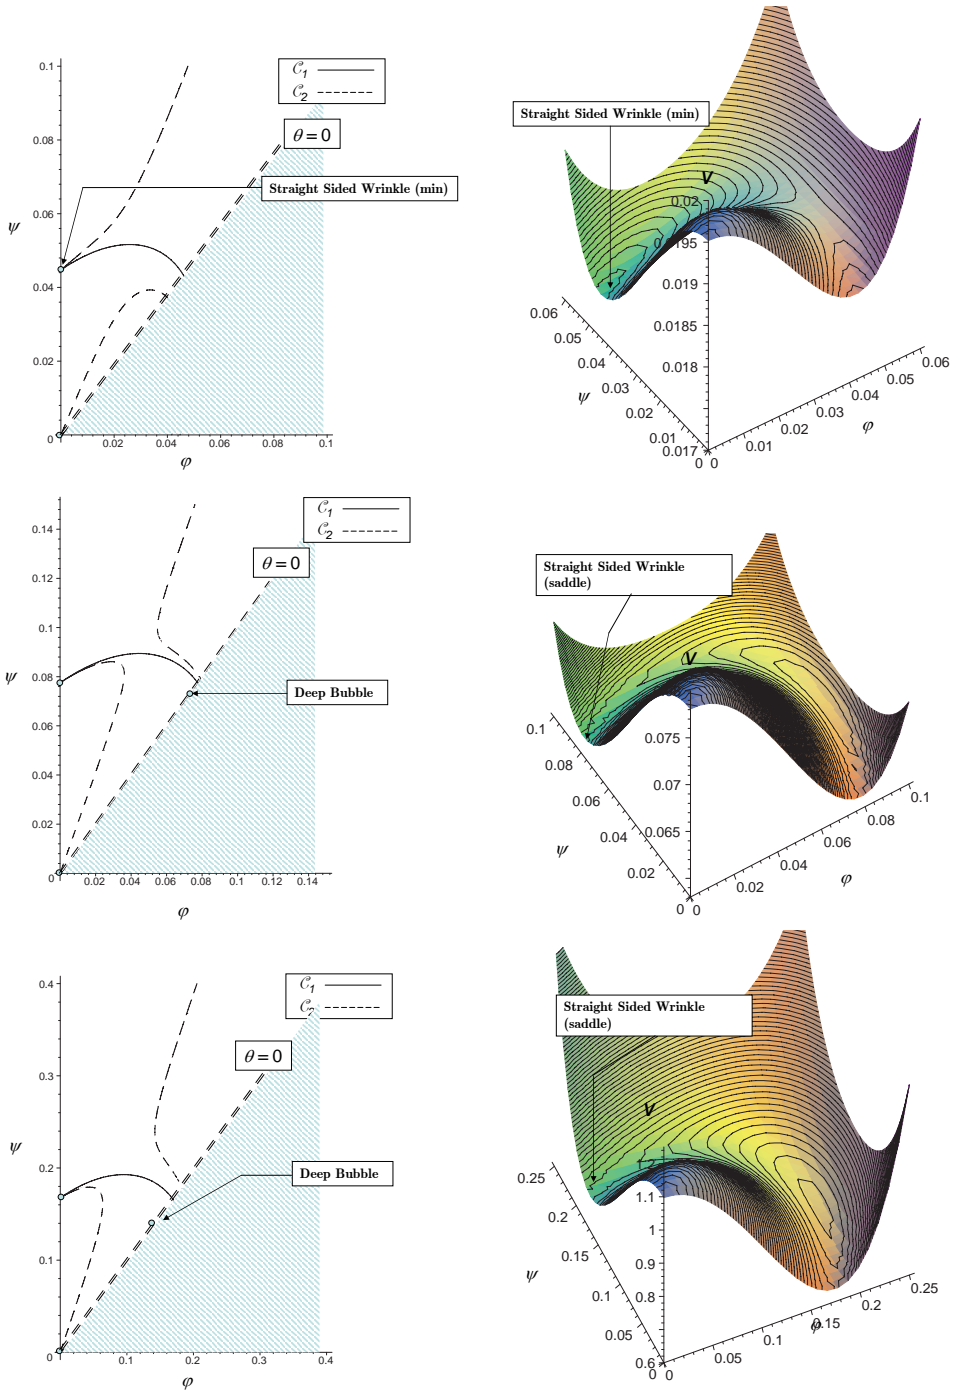 0.1
0.08
0.06
0.04
0.02
0
0.02 0.04 0.06 0.08 0.1
ψ
φ
𝒞1
𝒞2
θ = 0
Straight Sided Wrinkle (min)
Straight Sided Wrinkle (min)
V
0.02
0.0195
0.019
0.0185
0.018
0.017
0.06
0.05
0.04
0.03
0.02
0.01
0
ψ
0
0.01
0.02
0.03
0.04
0.05
0.06
φ
0.14
0.12
0.1
0.08
0.06
0.04
0.02
0
0.02 0.04 0.06 0.08 0.1 0.12 0.14
ψ
φ
𝒞1
𝒞2
θ = 0
Deep Bubble
Straight Sided Wrinkle
(saddle)
V
0.075
0.07
0.065
0.1
0.08
0.06
0.04
0.02
0
ψ
0
0.02
0.04
0.06
0.08
0.1
φ
0.4
0.3
0.2
0.1
0
0.1 0.2 0.3 0.4
ψ
φ
𝒞1
𝒞2
θ = 0
Deep Bubble
Straight Sided Wrinkle
(saddle)
V
1.1
1
0.9
0.8
0.6
0.25
0.2
0.15
0.1
0.05
0
ψ
0
0.05
0.1
0.15
0.2
0.25
φ